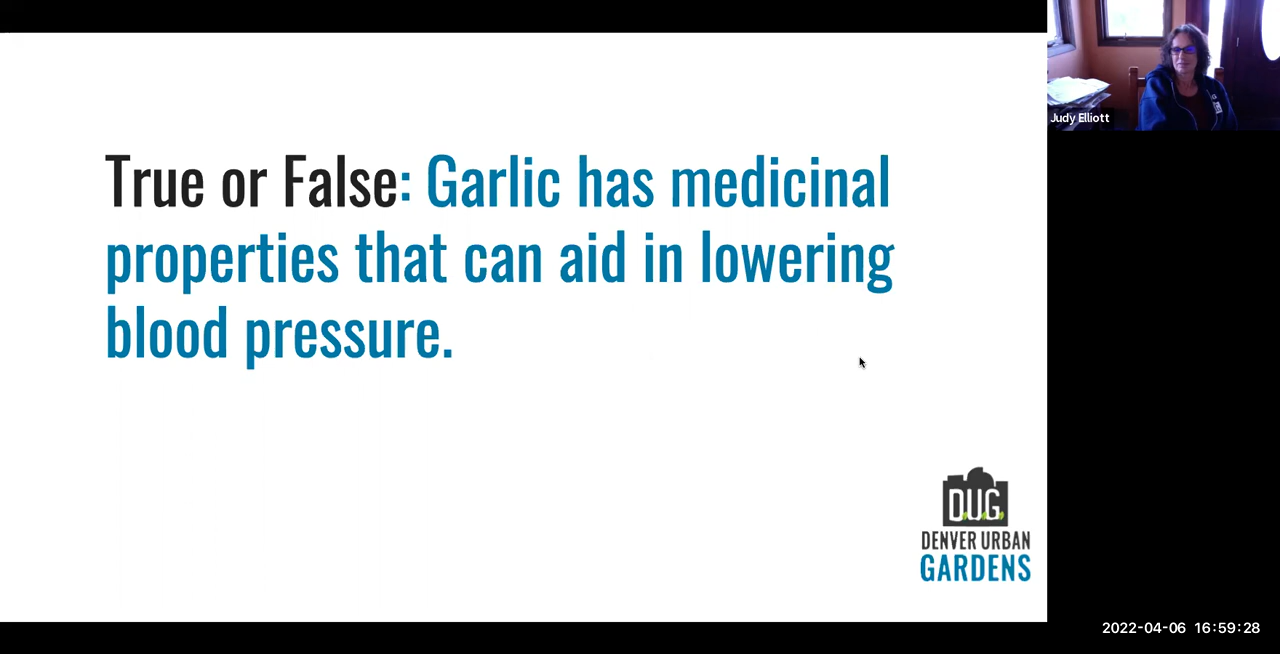 Judy Elliott
True or False: Garlic has medicinal
properties that can aid in lowering
blood pressure.
DUG
DENVER URBAN
GARDENS
2022-04-06 16:59:28